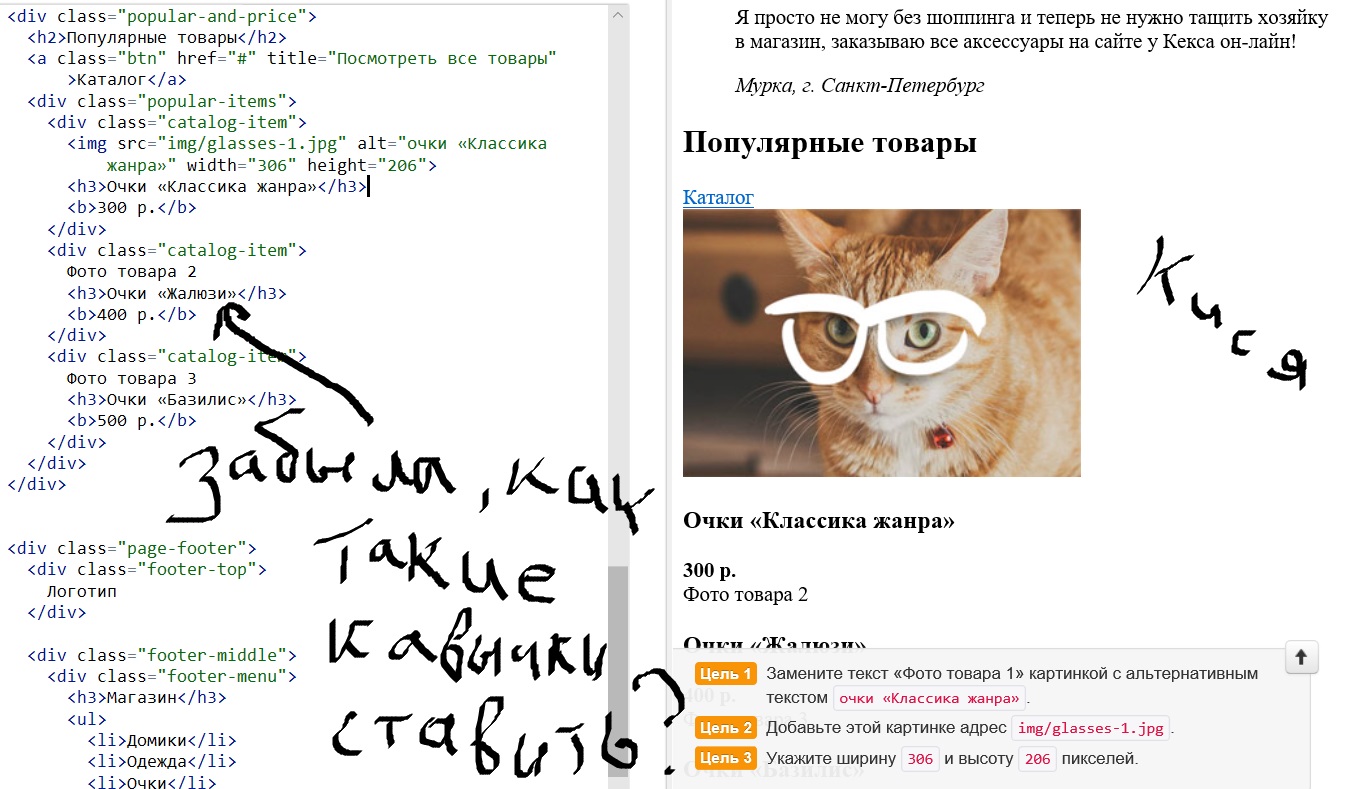 <div class="popular-and-price">
<h2>Популярные товары</h2>
<a class="btn" href="#" title="Посмотреть все товары"
>Каталог</a>
<div class="popular-items">
<div class="catalog-item">
<img src="img/glasses-1.jpg" alt="очки «Классика
жанра»" width="306" height="206">
<h3>Очки «Классика жанра»</h3>
<b>300 р.</b>
</div>
<div class="catalog-item">
Фото товара 2
<h3>Очки «Жалюзи»</h3>
<b>400 р.</b>
</div>
<div class="catalog-item">
Фото товара 3
<h3>Очки «Базилис»</h3>
<b>500 р.</b>
</div>
</div>
</div>
<div class="page-footer">
<div class="footer-top">
Логотип
</div>
<div class="footer-middle">
<div class="footer-menu">
<h3>Магазин</h3>
<ul>
<li>Домики</li>
<li>Одежда</li>
<li>Очки</li>
забыла, как
такие
кавычки
ставить?
Я просто не могу без шоппинга и теперь не нужно тащить хозяйку
в магазин, заказываю все аксессуары на сайте у Кекса он-лайн!
Мурка, г. Санкт-Петербург
Популярные товары
Каталог
Кися
Очки «Классика жанра»
300 р.
Фото товара 2
Очки «Жалюзи»
400 р.
Очки «Базилис»
Цель 1 Замените текст «Фото товара 1» картинкой с альтернативным
текстом очки «Классика жанра».
Цель 2 Добавьте этой картинке адрес img/glasses-1.jpg.
Цель 3 Укажите ширину 306 и высоту 206 пикселей.